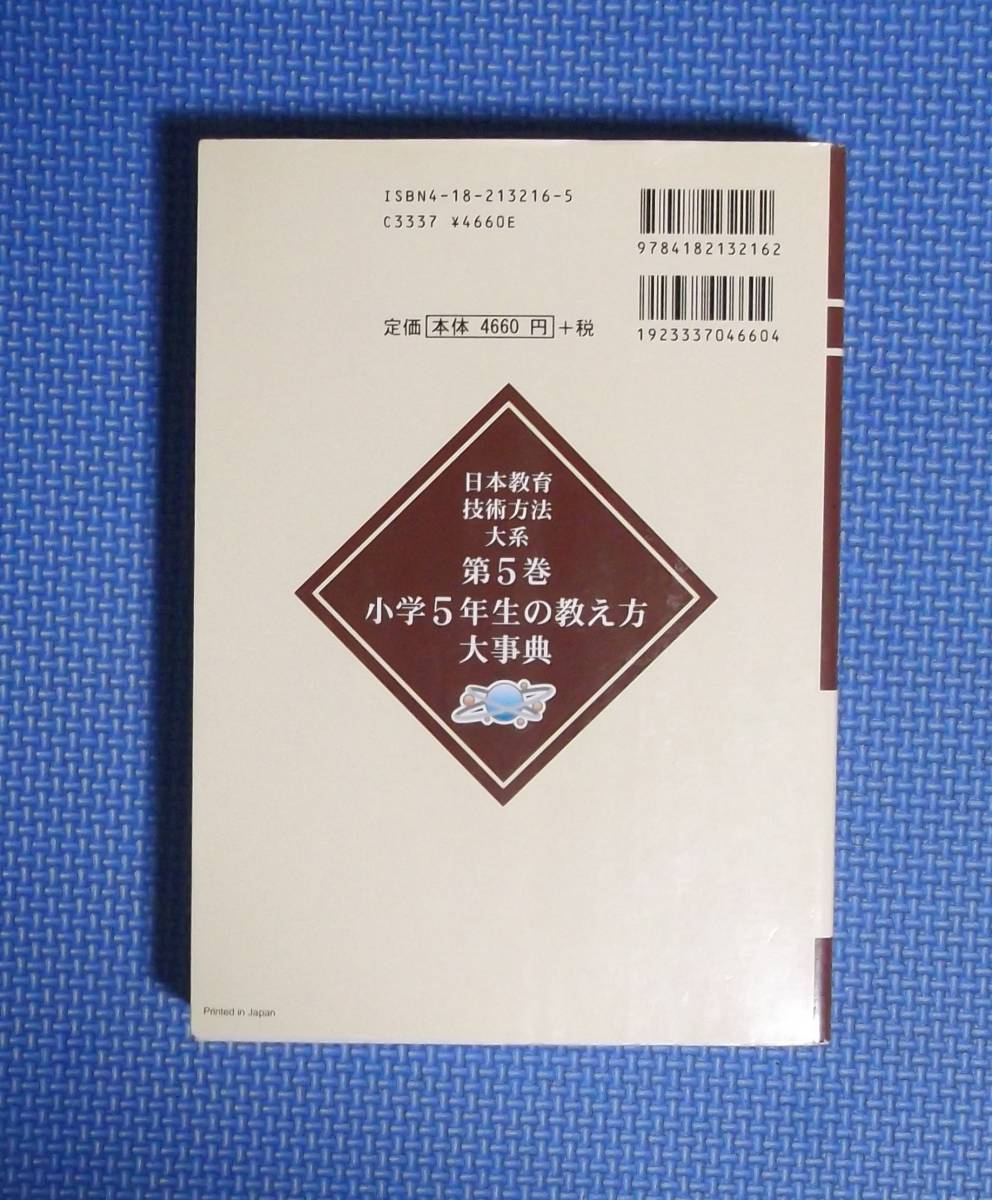 ISBN4-18-213216-5
C3337 ¥4660E
9784182132162
1923337046604
定価 本体 4660 円 +税
日本教育
技術方法
大系
第5巻
小学5年生の教え方
大事典
Printed in Japan